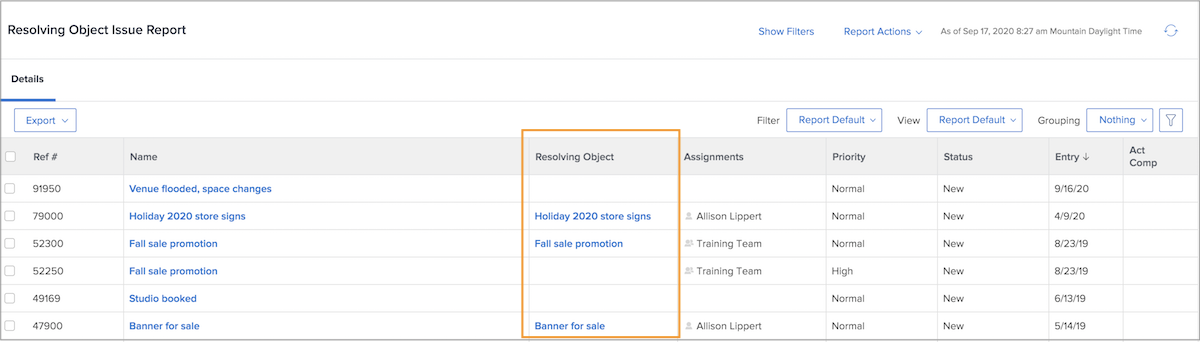 Resolving Object Issue Report
Show Filters Report Actions As of Sep 17, 2020 8:27 am Mountain Daylight Time
Details
Export Filter Report Default View Report Default Grouping Nothing
Ref # Name Resolving Object Assignments Priority Status Entry ↓ Act Comp
91950 Venue flooded, space changes Normal New 9/16/20
79000 Holiday 2020 store signs Holiday 2020 store signs Allison Lippert Normal New 4/9/20
52300 Fall sale promotion Fall sale promotion Training Team Normal New 8/23/19
52250 Fall sale promotion Training Team High New 8/23/19
49169 Studio booked Normal New 6/13/19
47900 Banner for sale Banner for sale Allison Lippert Normal New 5/14/19